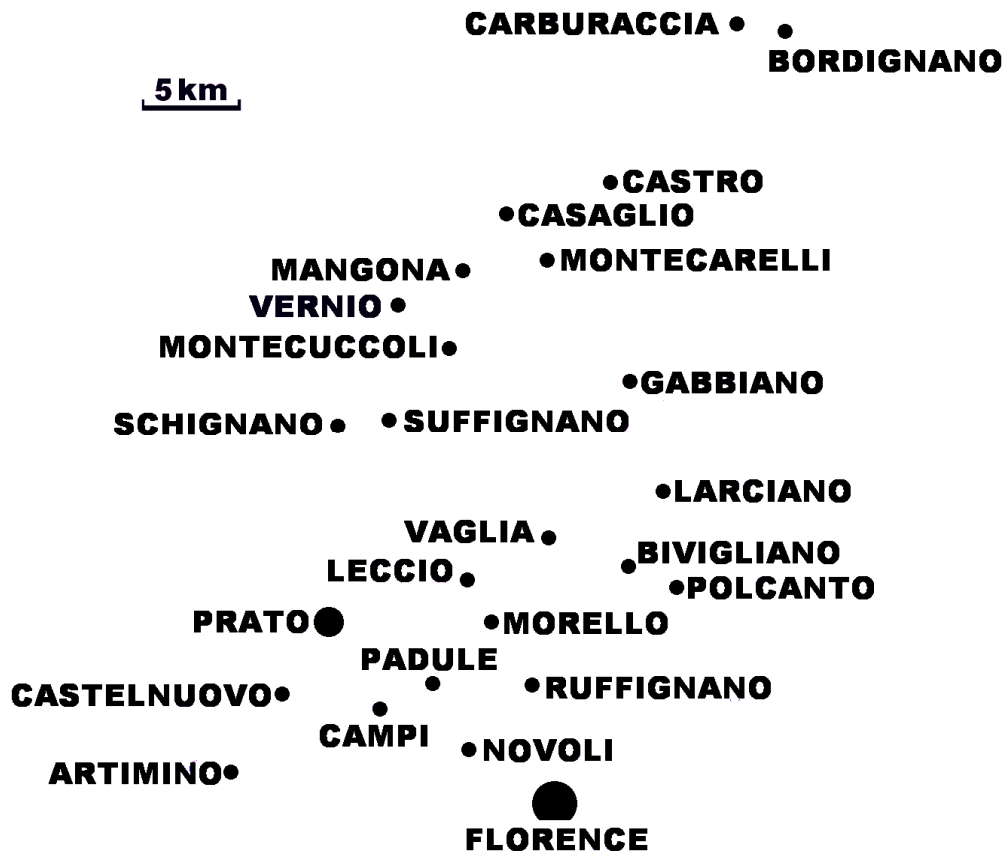 CARBURACCIA
BORDIGNANO
5 km
CASTRO
CASAGLIO
MONTECARELLI
MANGONA
VERNIO
MONTECUCCOLI
GABBIANO
SCHIGNANO
SUFFIGNANO
LARCIANO
VAGLIA
BIVIGLIANO
LECCIO
POLCANTO
PRATO
MORELLO
PADULE
CASTELNUOVO
RUFFIGNANO
CAMPI
NOVOLI
ARTIMINO
FLORENCE